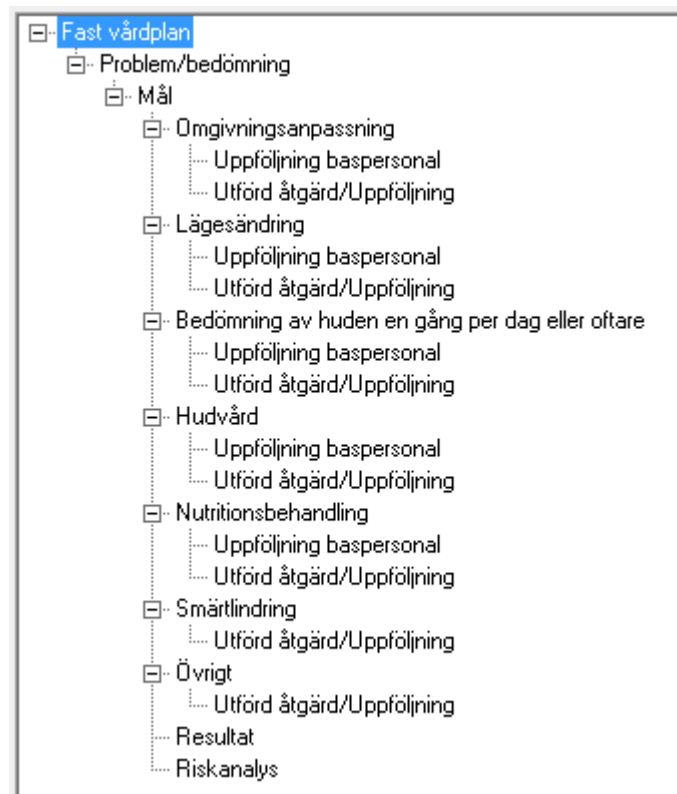 Fast vårdplan
Problem/bedömning
Mål
Omgivningsanpassning
Uppföljning baspersonal
Utförd åtgärd/Uppföljning
Lägesändring
Uppföljning baspersonal
Utförd åtgärd/Uppföljning
Bedömning av huden en gång per dag eller oftare
Uppföljning baspersonal
Utförd åtgärd/Uppföljning
Hudvård
Uppföljning baspersonal
Utförd åtgärd/Uppföljning
Nutritionsbehandling
Uppföljning baspersonal
Utförd åtgärd/Uppföljning
Smärtlindring
Utförd åtgärd/Uppföljning
Övrigt
Utförd åtgärd/Uppföljning
Resultat
Riskanalys